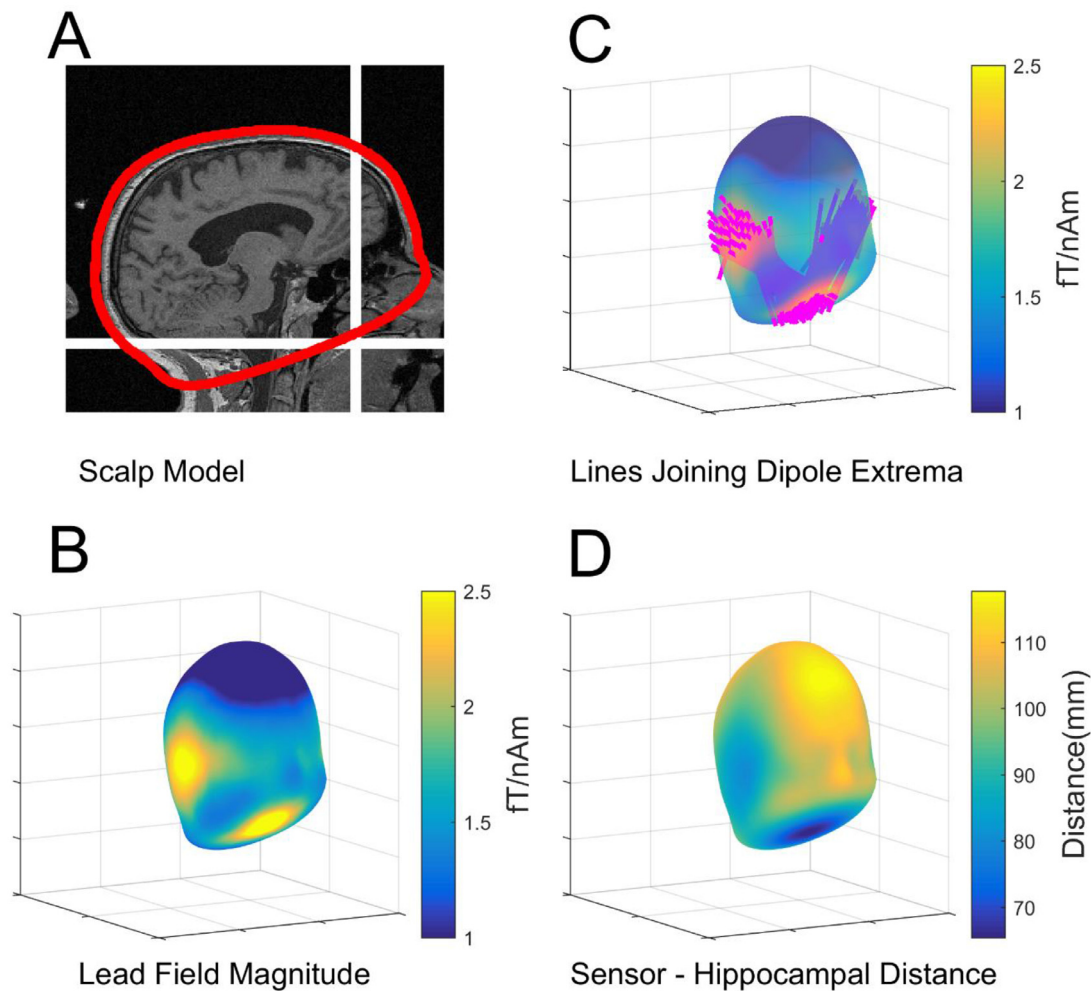 A
Scalp Model
C
2.5
2
1.5
1
fT/nAm
Lines Joining Dipole Extrema
B
2.5
2
1.5
1
fT/nAm
Lead Field Magnitude
D
110
100
90
80
70
Distance(mm)
Sensor - Hippocampal Distance